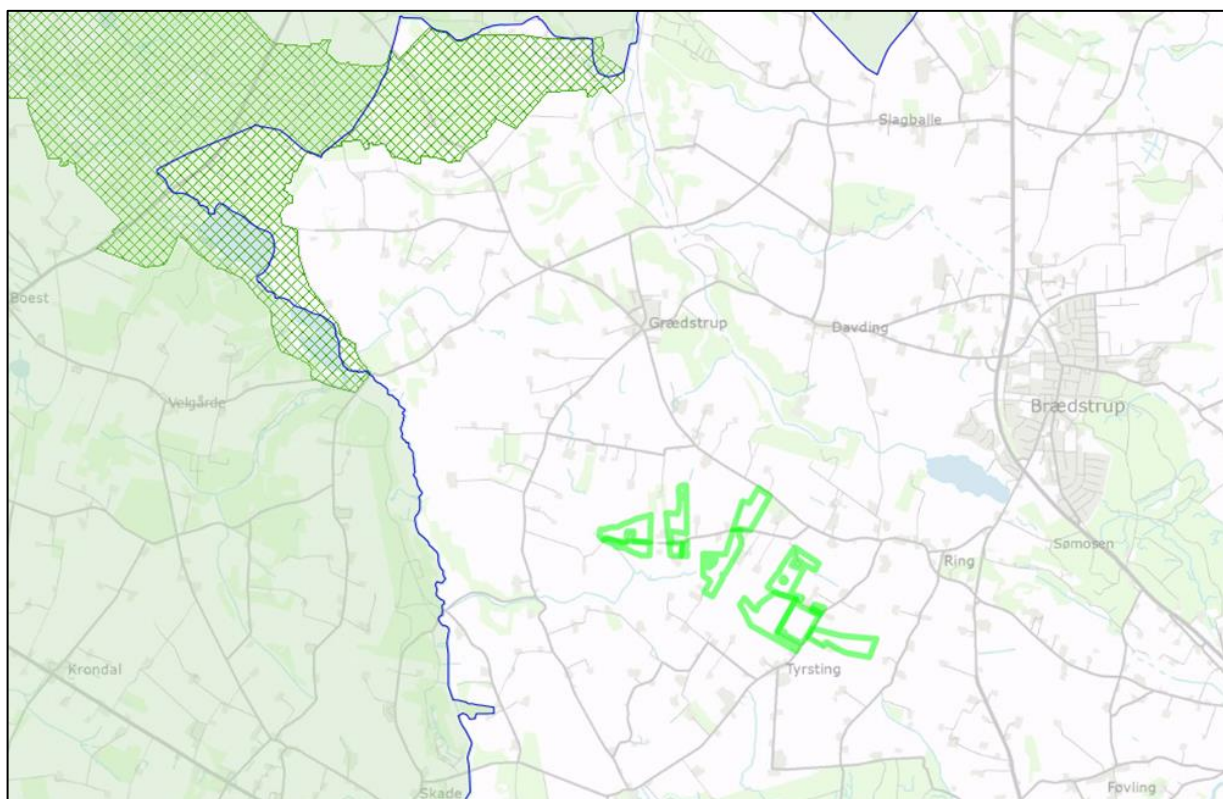 Slagballe
Boest
Grædstrup
Davding
Velgårde
Brædstrup
Sømosen
Ring
Krondal
Tyrsting
Skade
Føvling